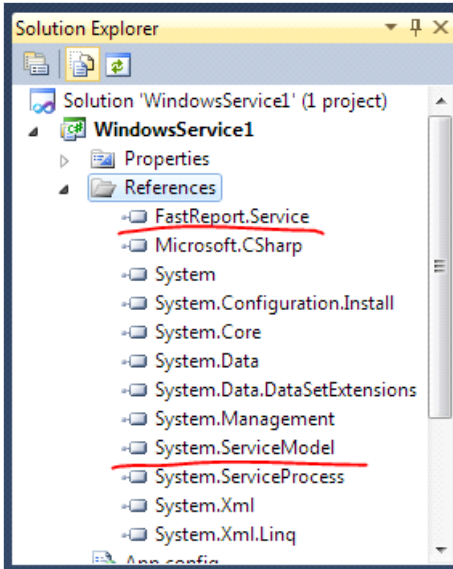 Solution Explorer
Solution 'WindowsService1' (1 project)
WindowsService1
Properties
References
FastReport.Service
Microsoft.CSharp
System
System.Configuration.Install
System.Core
System.Data
System.Data.DataSetExtensions
System.Management
System.ServiceModel
System.ServiceProcess
System.Xml
System.Xml.Linq
App.config